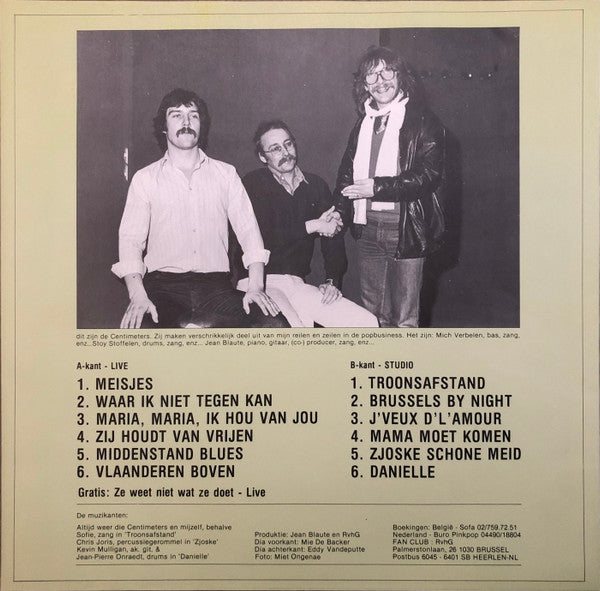 dit zijn de Centimeters. Zij maken verschrikkelijk deel uit van mijn reilen en zeilen in de popbusiness. Het zijn: Mich Verbelen, bas, zang,
enz.. Stoy Stoffelen, drums, zang, enz... Jean Blaute, piano, gitaar, (co-) producer, zang, enz...
A-kant - LIVE
1. MEISJES
2. WAAR IK NIET TEGEN KAN
3. MARIA, MARIA, IK HOU VAN JOU
4. ZIJ HOUDT VAN VRIJEN
5. MIDDENSTAND BLUES
6. VLAANDEREN BOVEN
Gratis: Ze weet niet wat ze doet - Live
B-kant - STUDIO
1. TROONSAFSTAND
2. BRUSSELS BY NIGHT
3. J'VEUX D'L'AMOUR
4. MAMA MOET KOMEN
5. ZJOSKE SCHONE MEID
6. DANIELLE
De muzikanten:
Altijd weer die Centimeters en mijzelf, behalve
Sofie, zang in 'Troonsafstand'
Chris Joris, percussiegerommel in 'Zjoske'
Kevin Mulligan, ak. git. &
Jean-Pierre Onraedt, drums in 'Danielle'
Produktie: Jean Blaute en RvhG
Dia voorkant: Mie De Backer
Dia achterkant: Eddy Vandeputte
Foto: Miet Ongenae
Boekingen: België - Sofa 02/759.72.51
Nederland - Buro Pinkpop 04490/18804
FAN CLUB : RvhG
Palmerstonlaan, 26 1030 BRUSSEL
Postbus 6045 - 6401 SB HEERLEN-NL